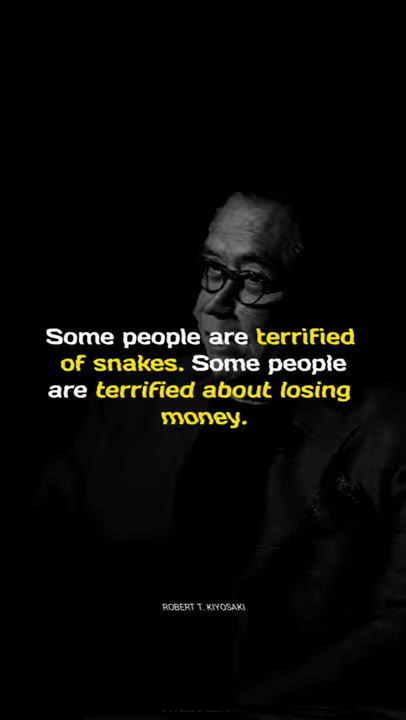 Some people are terrified
of snakes. Some people
are terrified about losing
money.
ROBERT T. KIYOSAKI